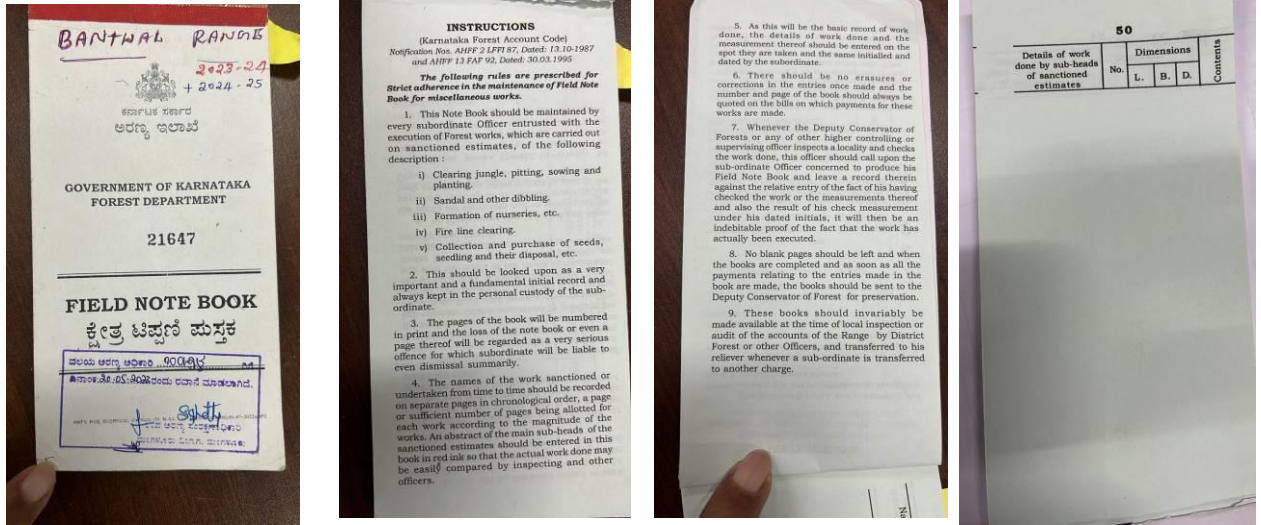 BANTWAL RANGE
2023-24
+ 2024-25
ಕರ್ನಾಟಕ ಸರ್ಕಾರ
ಅರಣ್ಯ ಇಲಾಖೆ
GOVERNMENT OF KARNATAKA
FOREST DEPARTMENT
21647
FIELD NOTE BOOK
ಕ್ಷೇತ್ರ ಟಿಪ್ಪಣಿ ಪುಸ್ತಕ
ವಲಯ ಅರಣ್ಯ ಅಧಿಕಾರಿ
ರಂದು ರವಾನೆ ಮಾಡಲಾಗಿದೆ.
INSTRUCTIONS
(Karnataka Forest Account Code)
Notification Nos. AHFF 2 LFFI 87, Dated: 13.10-1987
and AHFF 13 FAF 92, Dated: 30.03.1995
The following rules are prescribed for
Strict adherence in the maintenance of Field Note
Book for miscellaneous works.
1. This Note Book should be maintained by
every subordinate Officer entrusted with the
execution of Forest works, which are carried out
on sanctioned estimates, of the following
description :
i) Clearing jungle, pitting, sowing and
planting.
ii) Sandal and other dibbling.
iii) Formation of nurseries, etc.
iv) Fire line clearing.
v) Collection and purchase of seeds,
seedling and their disposal, etc.
2. This should be looked upon as a very
important and a fundamental initial record and
always kept in the personal custody of the sub-
ordinate.
3. The pages of the book will be numbered
in print and the loss of the note book or even a
page thereof will be regarded as a very serious
offence for which subordinate will be liable to
even dismissal summarily.
4. The names of the work sanctioned or
undertaken from time to time should be recorded
on separate pages in chronological order, a page
or sufficient number of pages being allotted for
each work according to the magnitude of the
works. An abstract of the main sub-heads of the
sanctioned estimates should be entered in this
book in red ink so that the actual work done may
be easily compared by inspecting and other
officers.
5. As this will be the basic record of work
done, the details of work done and the
measurement thereof should be entered on the
spot they are taken and the same initialled and
dated by the subordinate.
6. There should be no erasures or
corrections in the entries once made and the
number and page of the book should always be
quoted on the bills on which payments for these
works are made.
7. Whenever the Deputy Conservator of
Forests or any of other higher controlling or
supervising officer inspects a locality and checks
the work done, this officer should call upon the
sub-ordinate Officer concerned to produce his
Field Note Book and leave a record therein
against the relative entry of the fact of his having
checked the work or the measurements thereof
and also the result of his check measurement
under his dated initials, it will then be an
indebitable proof of the fact that the work has
actually been executed.
8. No blank pages should be left and when
the books are completed and as soon as all the
payments relating to the entries made in the
book are made, the books should be sent to the
Deputy Conservator of Forest for preservation.
9. These books should invariably be
made available at the time of local inspection or
audit of the accounts of the Range by District
Forest or other Officers, and transferred to his
reliever whenever a sub-ordinate is transferred
to another charge.
50
Details of work
done by sub-heads
of sanctioned
estimates
No.
Dimensions
L. B. D.
Contents